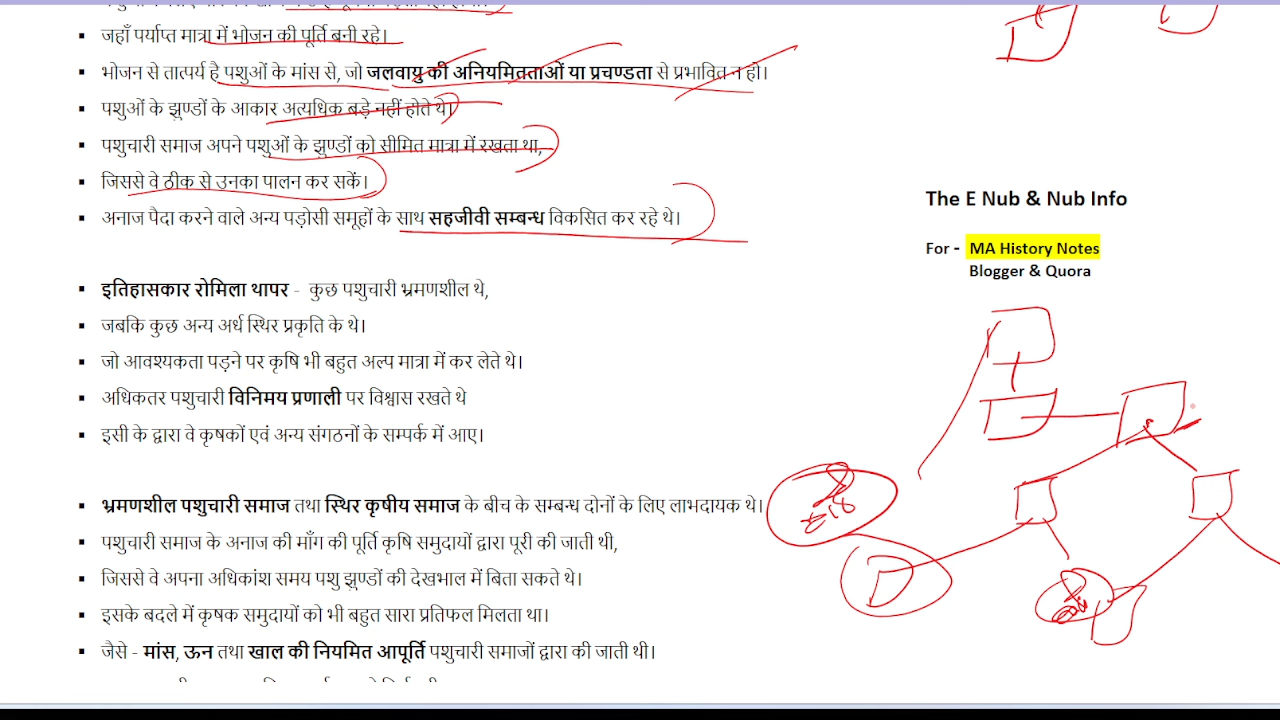 जहाँ पर्याप्त मात्रा में भोजन की पूर्ति बनी रहे।
भोजन से तात्पर्य है पशुओं के मांस से, जो जलवायु की अनियमितताओं या प्रचण्डता से प्रभावित न हो।
पशुओं के झुण्डों के आकार अत्यधिक बड़े नहीं होते थे।
पशुचारी समाज अपने पशुओं के झुण्डों को सीमित मात्रा में रखता था,
जिससे वे ठीक से उनका पालन कर सकें।
अनाज पैदा करने वाले अन्य पड़ोसी समूहों के साथ सहजीवी सम्बन्ध विकसित कर रहे थे।
इतिहासकार रोमिला थापर - कुछ पशुचारी भ्रमणशील थे,
जबकि कुछ अन्य अर्ध स्थिर प्रकृति के थे।
जो आवश्यकता पड़ने पर कृषि भी बहुत अल्प मात्रा में कर लेते थे।
अधिकतर पशुचारी विनिमय प्रणाली पर विश्वास रखते थे
इसी के द्वारा वे कृषकों एवं अन्य संगठनों के सम्पर्क में आए।
भ्रमणशील पशुचारी समाज तथा स्थिर कृषीय समाज के बीच के सम्बन्ध दोनों के लिए लाभदायक थे।
पशुचारी समाज के अनाज की माँग की पूर्ति कृषि समुदायों द्वारा पूरी की जाती थी,
जिससे वे अपना अधिकांश समय पशु झुण्डों की देखभाल में बिता सकते थे।
इसके बदले में कृषक समुदायों को भी बहुत सारा प्रतिफल मिलता था।
जैसे - मांस, ऊन तथा खाल की नियमित आपूर्ति पशुचारी समाजों द्वारा की जाती थी।
The E Nub & Nub Info
For - MA History Notes
Blogger & Quora